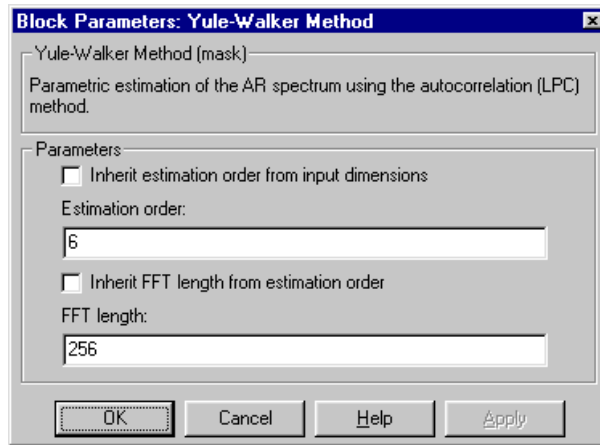 Block Parameters: Yule-Walker Method
Yule-Walker Method (mask)
Parametric estimation of the AR spectrum using the autocorrelation (LPC)
method.
Parameters
Inherit estimation order from input dimensions
Estimation order:
6
Inherit FFT length from estimation order
FFT length:
256
OK
Cancel
Help
Apply